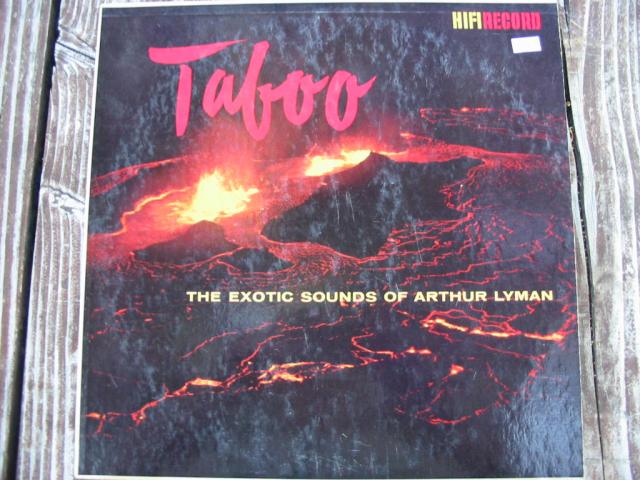 HIFIRECORD
Taboo
THE EXOTIC SOUNDS OF ARTHUR LYMAN